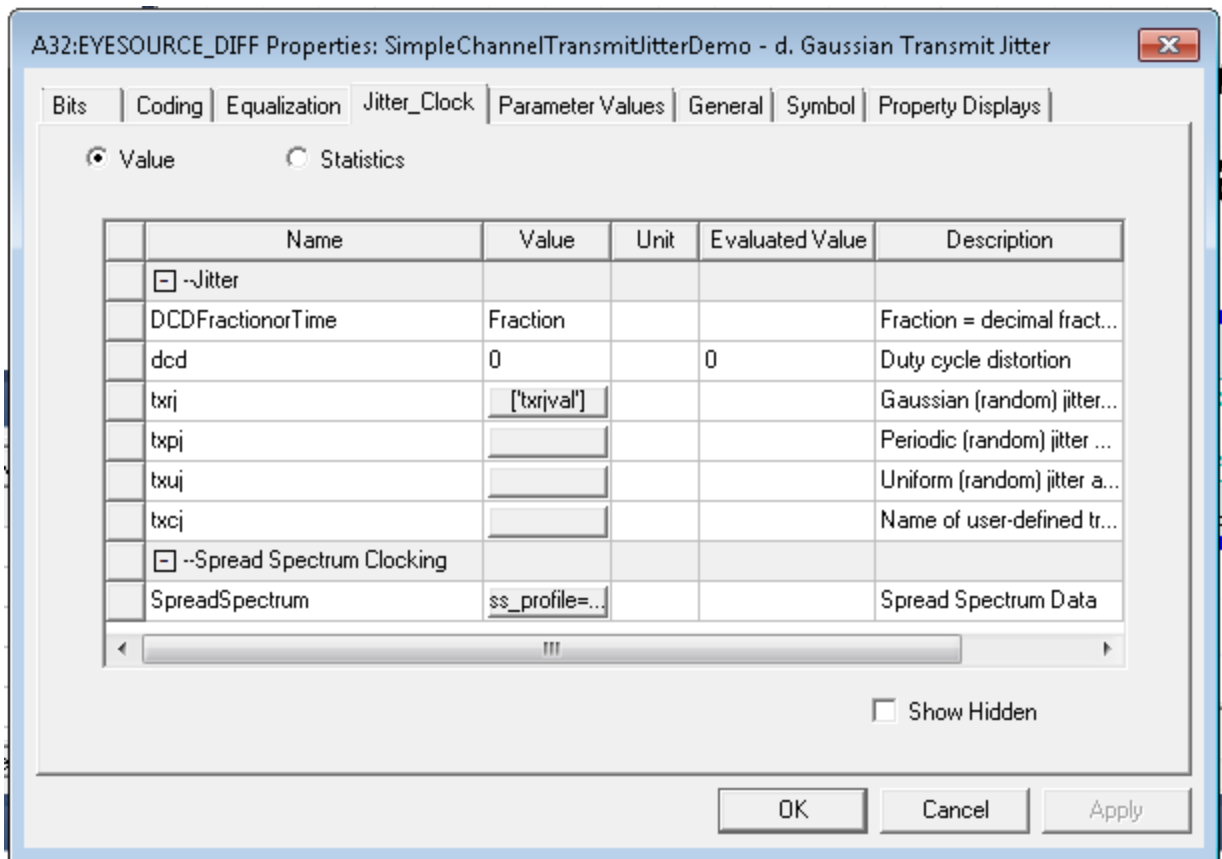 A32:EYESOURCE_DIFF Properties: SimpleChannelTransmitJitterDemo - d. Gaussian Transmit Jitter
Bits Coding Equalization Jitter_Clock Parameter Values General Symbol Property Displays
Value Statistics
Name Value Unit Evaluated Value Description
--Jitter
DCDFractionorTime Fraction Fraction = decimal fract...
dcd 0 0 Duty cycle distortion
txrj ['txrjval'] Gaussian (random) jitter...
txpj Periodic (random) jitter ...
txuj Uniform (random) jitter a...
txcj Name of user-defined tr...
--Spread Spectrum Clocking
SpreadSpectrum ss_profile=... Spread Spectrum Data
Show Hidden
OK Cancel Apply